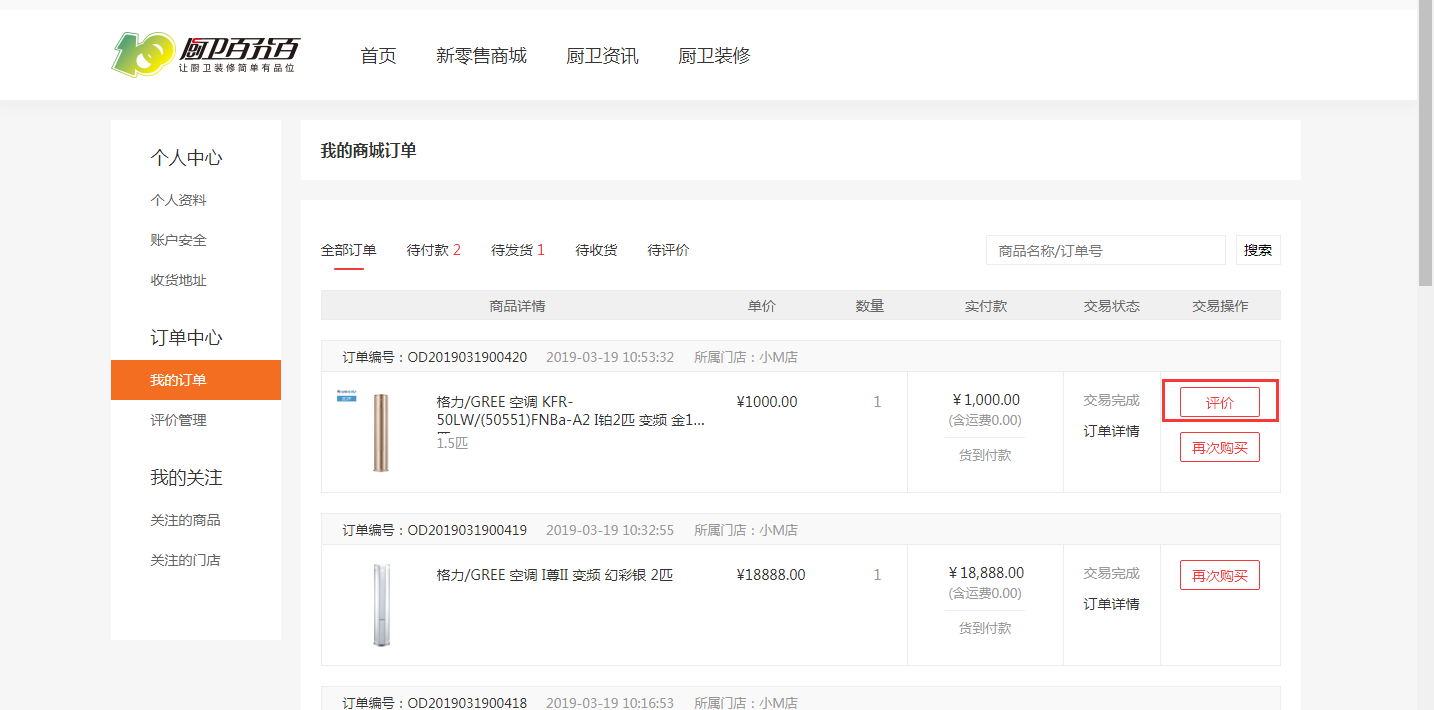 厨卫百分百
让厨卫装修简单有品位
首页 新零售商城 厨卫资讯 厨卫装修
个人中心
个人资料
账户安全
收货地址
订单中心
我的订单
评价管理
我的关注
关注的商品
关注的门店
我的商城订单
全部订单 待付款 2 待发货 1 待收货 待评价 商品名称/订单号 搜索
商品详情 单价 数量 实付款 交易状态 交易操作
订单编号：OD2019031900420 2019-03-19 10:53:32 所属门店：小M店
格力/GREE 空调 KFR-
50LW/(50551)FNBa-A2 I铂2匹 变频 金1...
1.5匹
¥1000.00
1
¥1,000.00
(含运费0.00)
货到付款
交易完成
订单详情
评价
再次购买
订单编号：OD2019031900419 2019-03-19 10:32:55 所属门店：小M店
格力/GREE 空调 I尊II 变频 幻彩银 2匹
¥18888.00
1
¥18,888.00
(含运费0.00)
货到付款
交易完成
订单详情
再次购买
订单编号：OD2019031900418 2019-03-19 10:16:53 所属门店：小M店